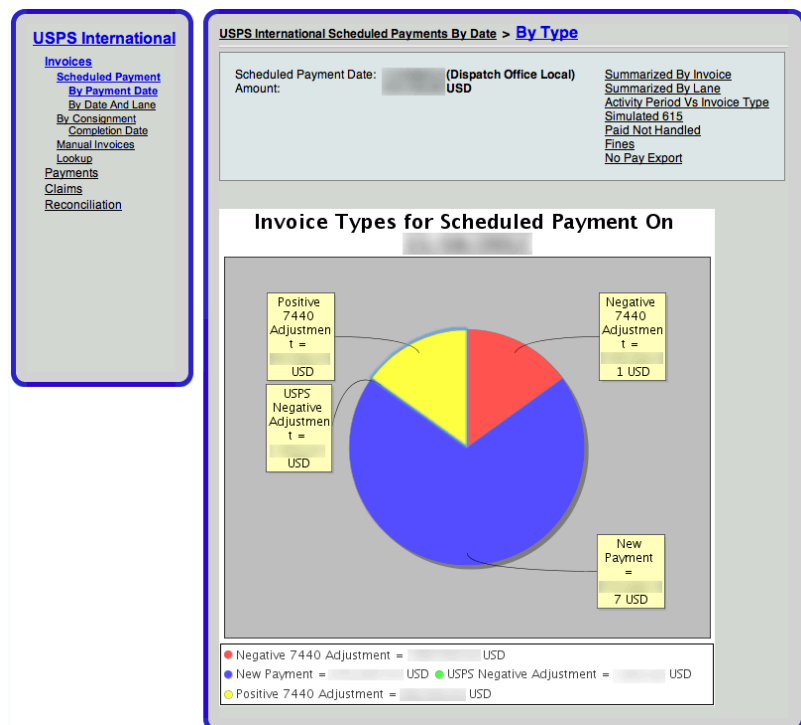 USPS International
Invoices
Scheduled Payment
By Payment Date
By Date And Lane
By Consignment
Completion Date
Manual Invoices
Lookup
Payments
Claims
Reconciliation
USPS International Scheduled Payments By Date > By Type
Scheduled Payment Date: (Dispatch Office Local)
Amount: USD
Summarized By Invoice
Summarized By Lane
Activity Period Vs Invoice Type
Simulated 615
Paid Not Handled
Fines
No Pay Export
Invoice Types for Scheduled Payment On
Positive
7440
Adjustmen
t =
USD
Negative
7440
Adjustmen
t =
1 USD
USPS
Negative
Adjustmen
t =
USD
New
Payment
=
7 USD
Negative 7440 Adjustment = USD
New Payment = USD USPS Negative Adjustment = USD
Positive 7440 Adjustment = USD